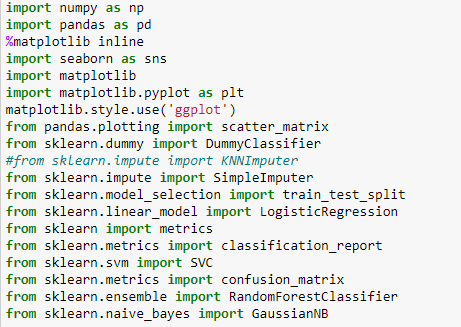 import numpy as np
import pandas as pd
%matplotlib inline
import seaborn as sns
import matplotlib
import matplotlib.pyplot as plt
matplotlib.style.use('ggplot')
from pandas.plotting import scatter_matrix
from sklearn.dummy import DummyClassifier
#from sklearn.impute import KNNImputer
from sklearn.impute import SimpleImputer
from sklearn.model_selection import train_test_split
from sklearn.linear_model import LogisticRegression
from sklearn import metrics
from sklearn.metrics import classification_report
from sklearn.svm import SVC
from sklearn.metrics import confusion_matrix
from sklearn.ensemble import RandomForestClassifier
from sklearn.naive_bayes import GaussianNB